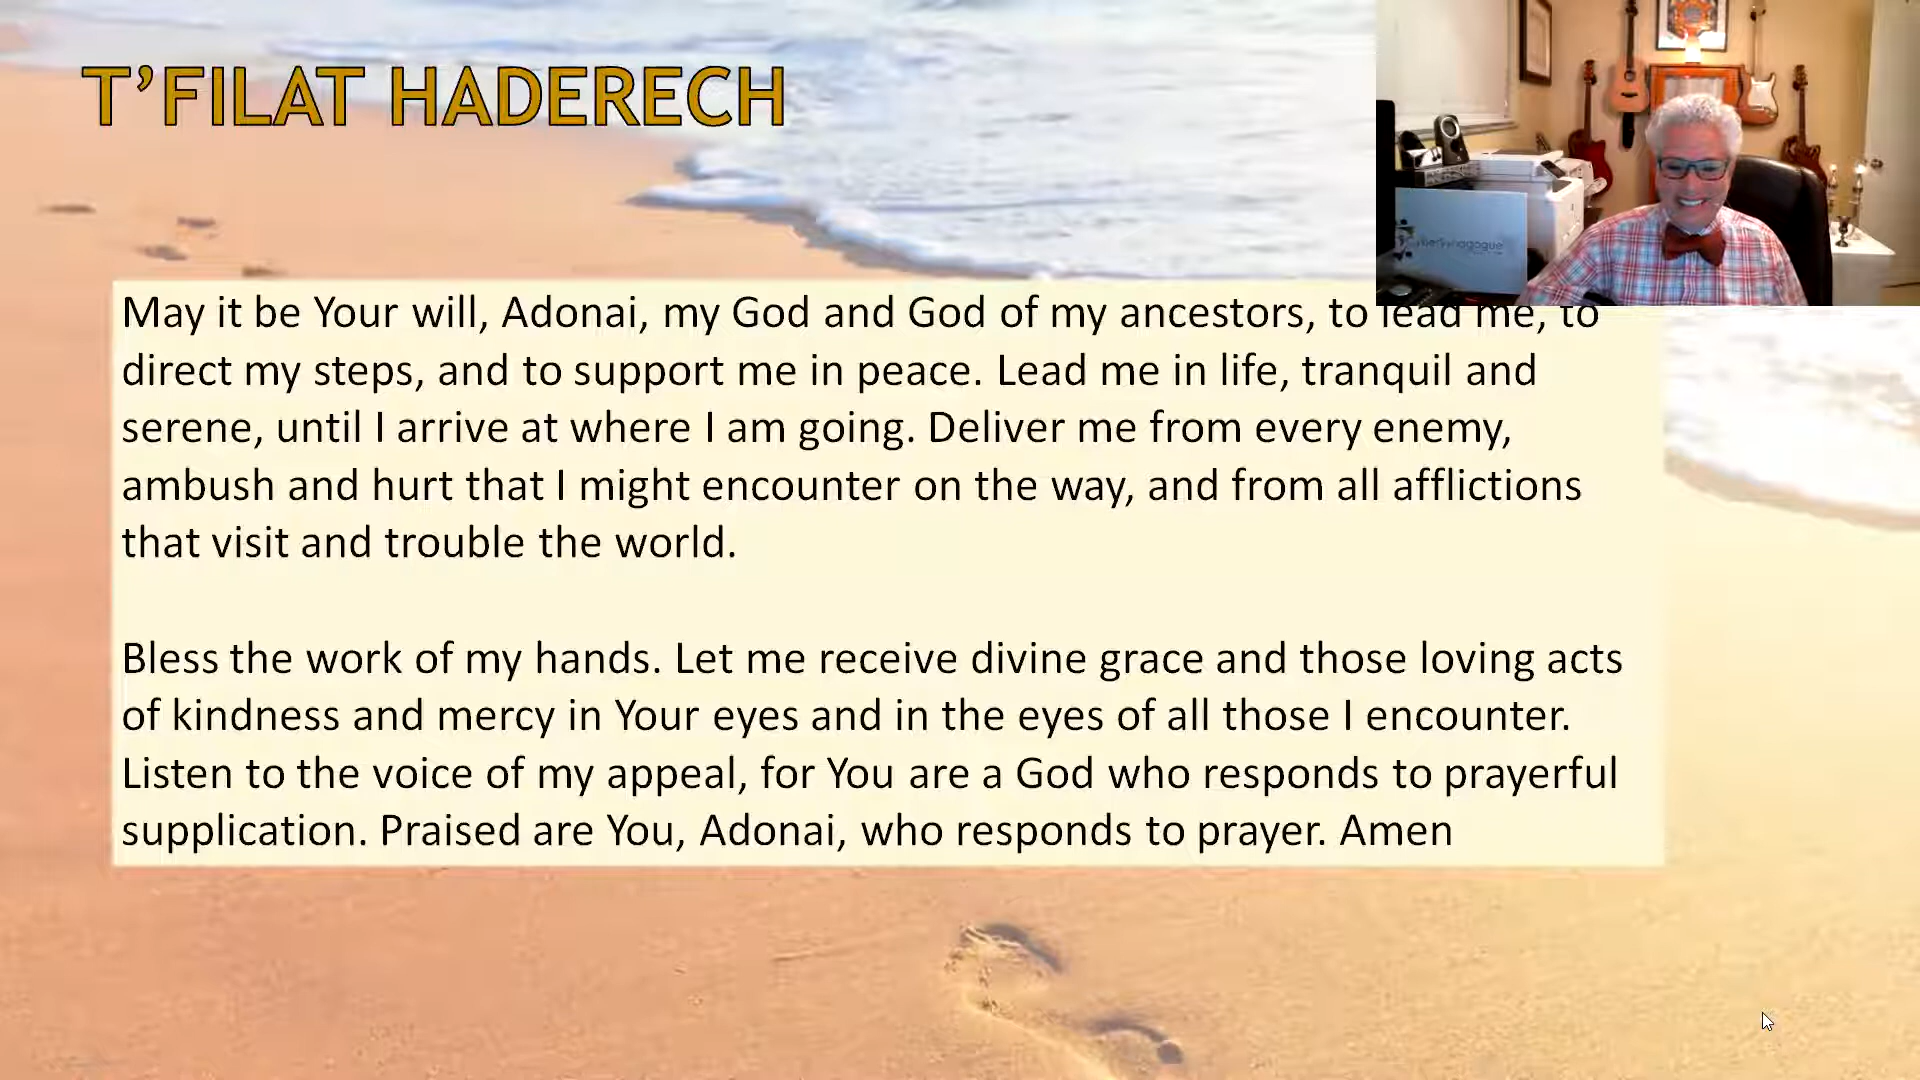 T’FILAT HADERECH
May it be Your will, Adonai, my God and God of my ancestors, to lead me, to
direct my steps, and to support me in peace. Lead me in life, tranquil and
serene, until I arrive at where I am going. Deliver me from every enemy,
ambush and hurt that I might encounter on the way, and from all afflictions
that visit and trouble the world.
Bless the work of my hands. Let me receive divine grace and those loving acts
of kindness and mercy in Your eyes and in the eyes of all those I encounter.
Listen to the voice of my appeal, for You are a God who responds to prayerful
supplication. Praised are You, Adonai, who responds to prayer. Amen